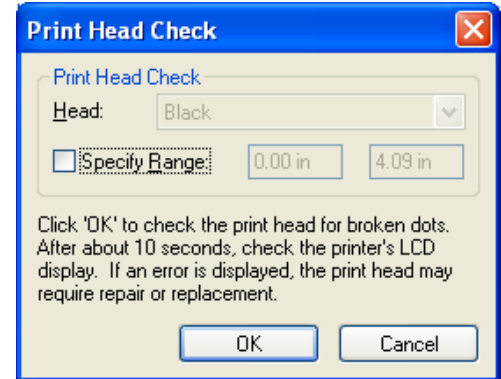 Print Head Check
Print Head Check
Head: Black
Specify Range: 0.00 in 4.09 in
Click 'OK' to check the print head for broken dots.
After about 10 seconds, check the printer's LCD
display. If an error is displayed, the print head may
require repair or replacement.
OK Cancel